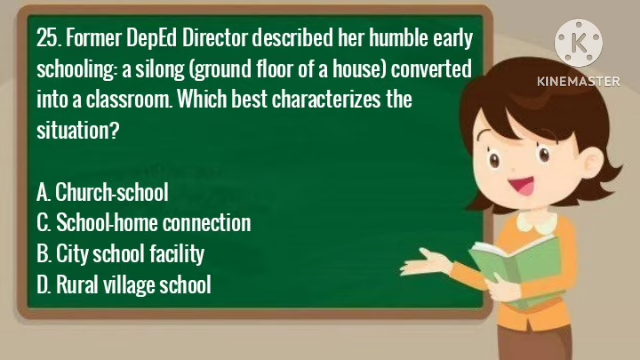 25. Former DepEd Director described her humble early
schooling: a silong (ground floor of a house) converted
into a classroom. Which best characterizes the
situation?
A. Church-school
C. School-home connection
B. City school facility
D. Rural village school
K
KINEMASTER